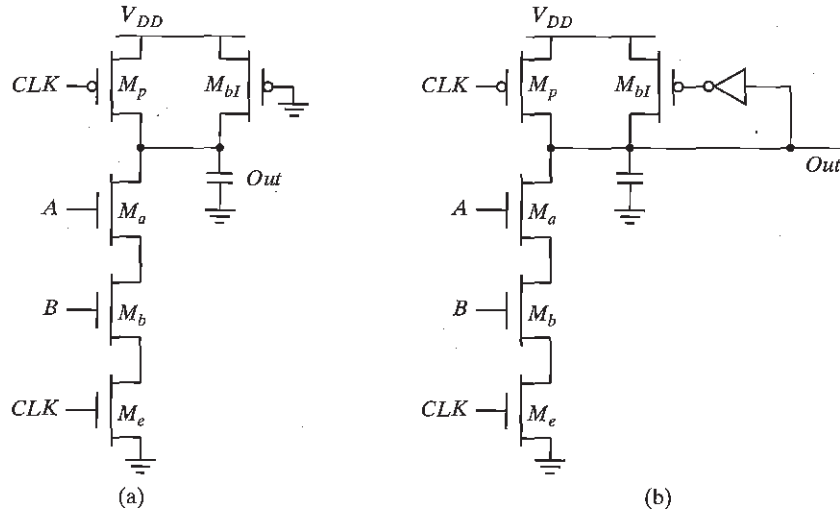 V_DD
CLK
M_p
M_bI
Out
A
M_a
B
M_b
CLK
M_e
(a)
V_DD
CLK
M_p
M_bI
Out
A
M_a
B
M_b
CLK
M_e
(b)